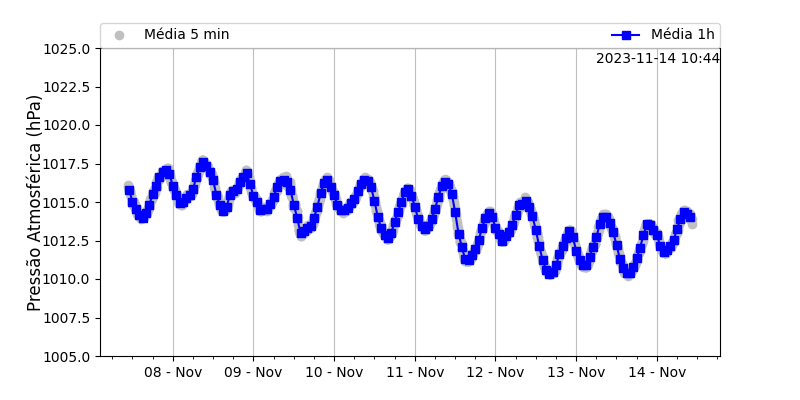 Média 5 min
Média 1h
2023-11-14 10:44
Pressão Atmosférica (hPa)
1025.0
1022.5
1020.0
1017.5
1015.0
1012.5
1010.0
1007.5
1005.0
08 - Nov
09 - Nov
10 - Nov
11 - Nov
12 - Nov
13 - Nov
14 - Nov